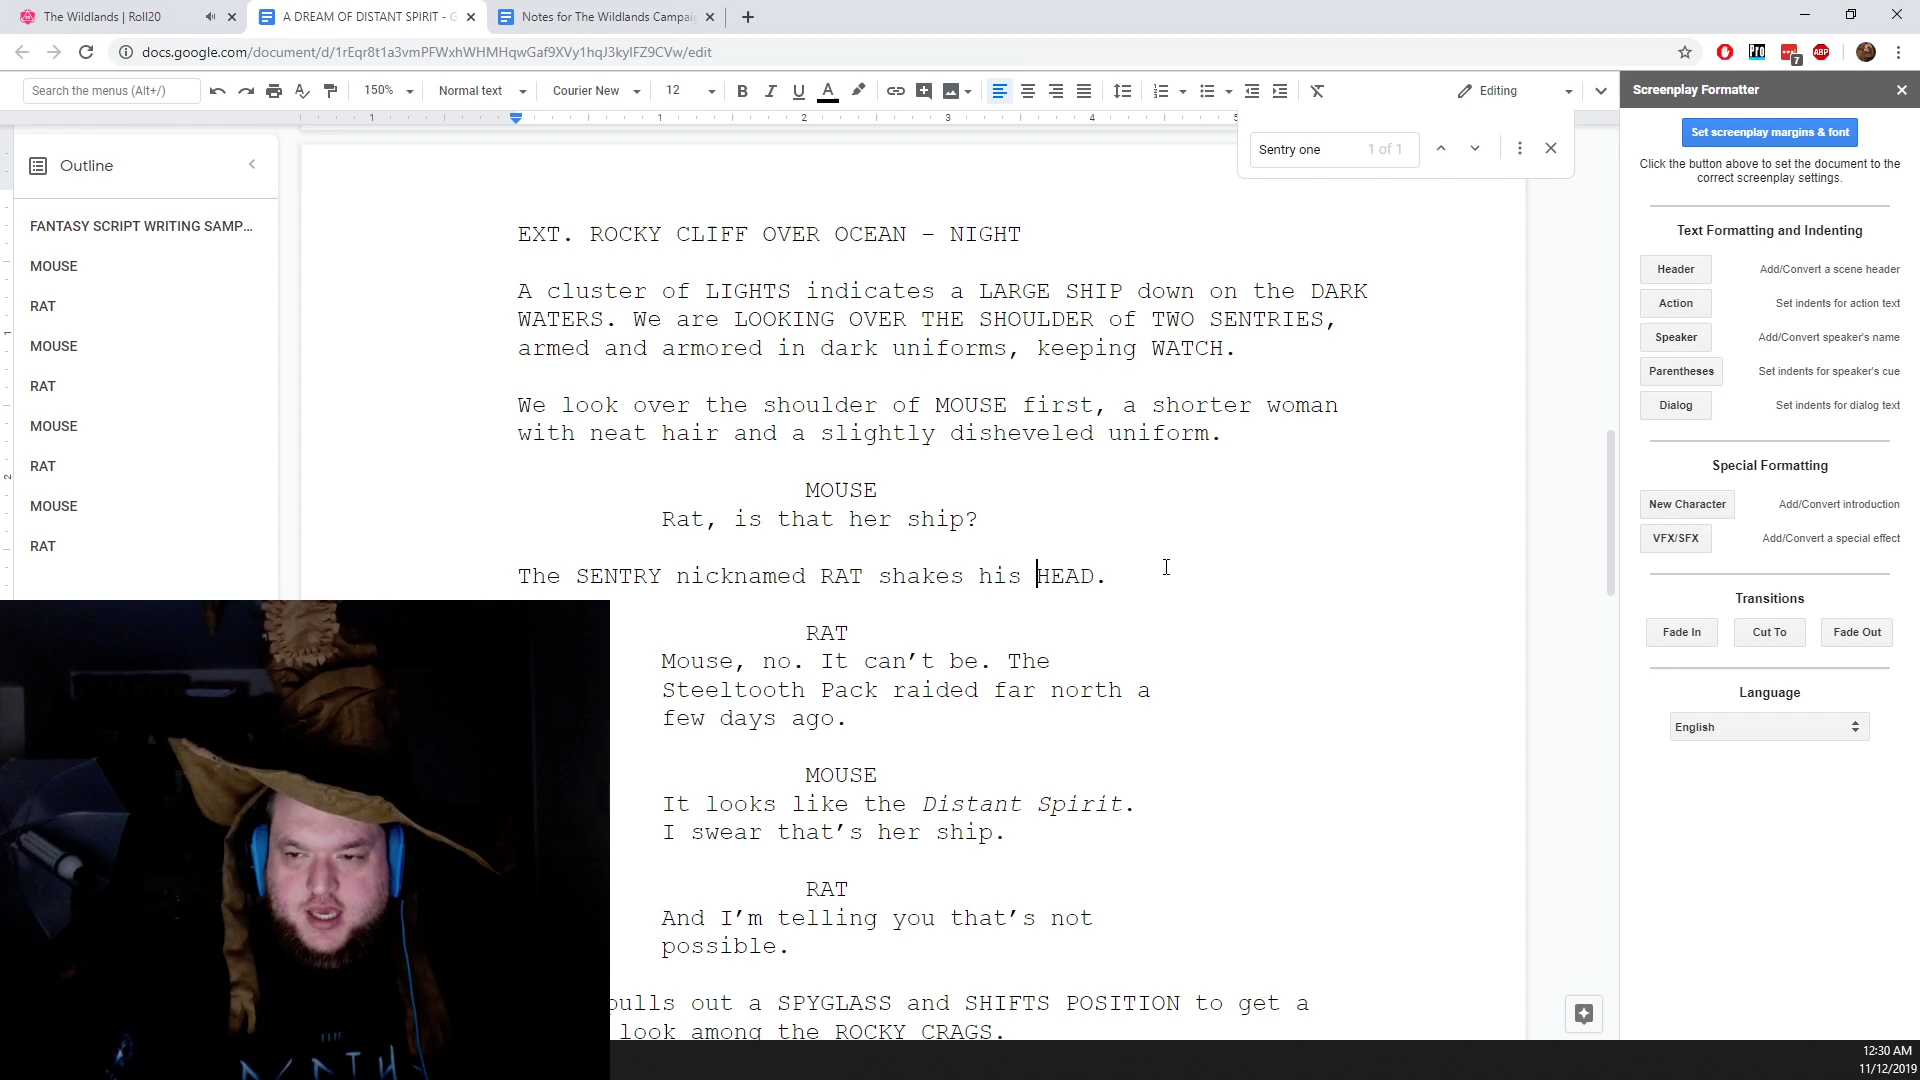 The Wildlands | Roll20
A DREAM OF DISTANT SPIRIT - G
Notes for The Wildlands Campai
docs.google.com/document/d/1rEqr8t1a3vmPFWxhWHMHqwGaf9XVy1hqJ3kyIFZ9CVw/edit
Pro
7
ABP
Search the menus (Alt+/)
150%
Normal text
Courier New
12
B
I
U
A
Editing
Screenplay Formatter
1
1
2
3
4
5
Sentry one
1 of 1
Outline
FANTASY SCRIPT WRITING SAMP...
MOUSE
RAT
MOUSE
RAT
MOUSE
RAT
MOUSE
RAT
1
2
EXT. ROCKY CLIFF OVER OCEAN – NIGHT
A cluster of LIGHTS indicates a LARGE SHIP down on the DARK
WATERS. We are LOOKING OVER THE SHOULDER of TWO SENTRIES,
armed and armored in dark uniforms, keeping WATCH.
We look over the shoulder of MOUSE first, a shorter woman
with neat hair and a slightly disheveled uniform.
MOUSE
Rat, is that her ship?
The SENTRY nicknamed RAT shakes his HEAD.
RAT
Mouse, no. It can’t be. The
Steeltooth Pack raided far north a
few days ago.
MOUSE
It looks like the Distant Spirit.
I swear that’s her ship.
RAT
And I’m telling you that’s not
possible.
pulls out a SPYGLASS and SHIFTS POSITION to get a
look among the ROCKY CRAGS.
Set screenplay margins & font
Click the button above to set the document to the
correct screenplay settings.
Text Formatting and Indenting
Header Add/Convert a scene header
Action Set indents for action text
Speaker Add/Convert speaker's name
Parentheses Set indents for speaker's cue
Dialog Set indents for dialog text
Special Formatting
New Character Add/Convert introduction
VFX/SFX Add/Convert a special effect
Transitions
Fade In Cut To Fade Out
Language
English
THE
12:30 AM
11/12/2019